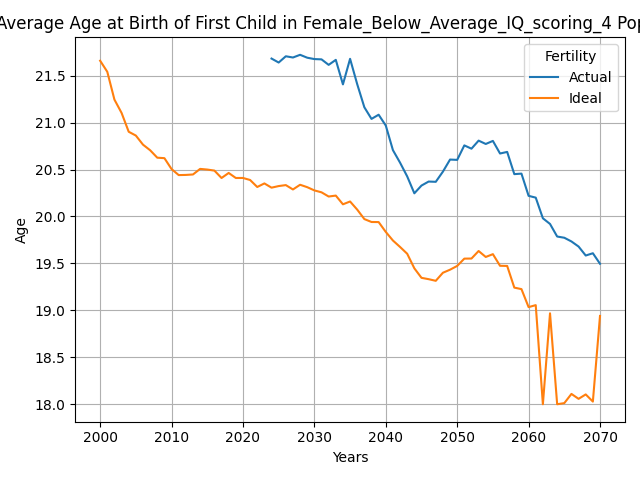 Average Age at Birth of First Child in Female_Below_Average_IQ_scoring_4
Fertility
Actual
Ideal
21.5
21.0
20.5
20.0
19.5
19.0
18.5
18.0
Age
2000 2010 2020 2030 2040 2050 2060 2070
Years